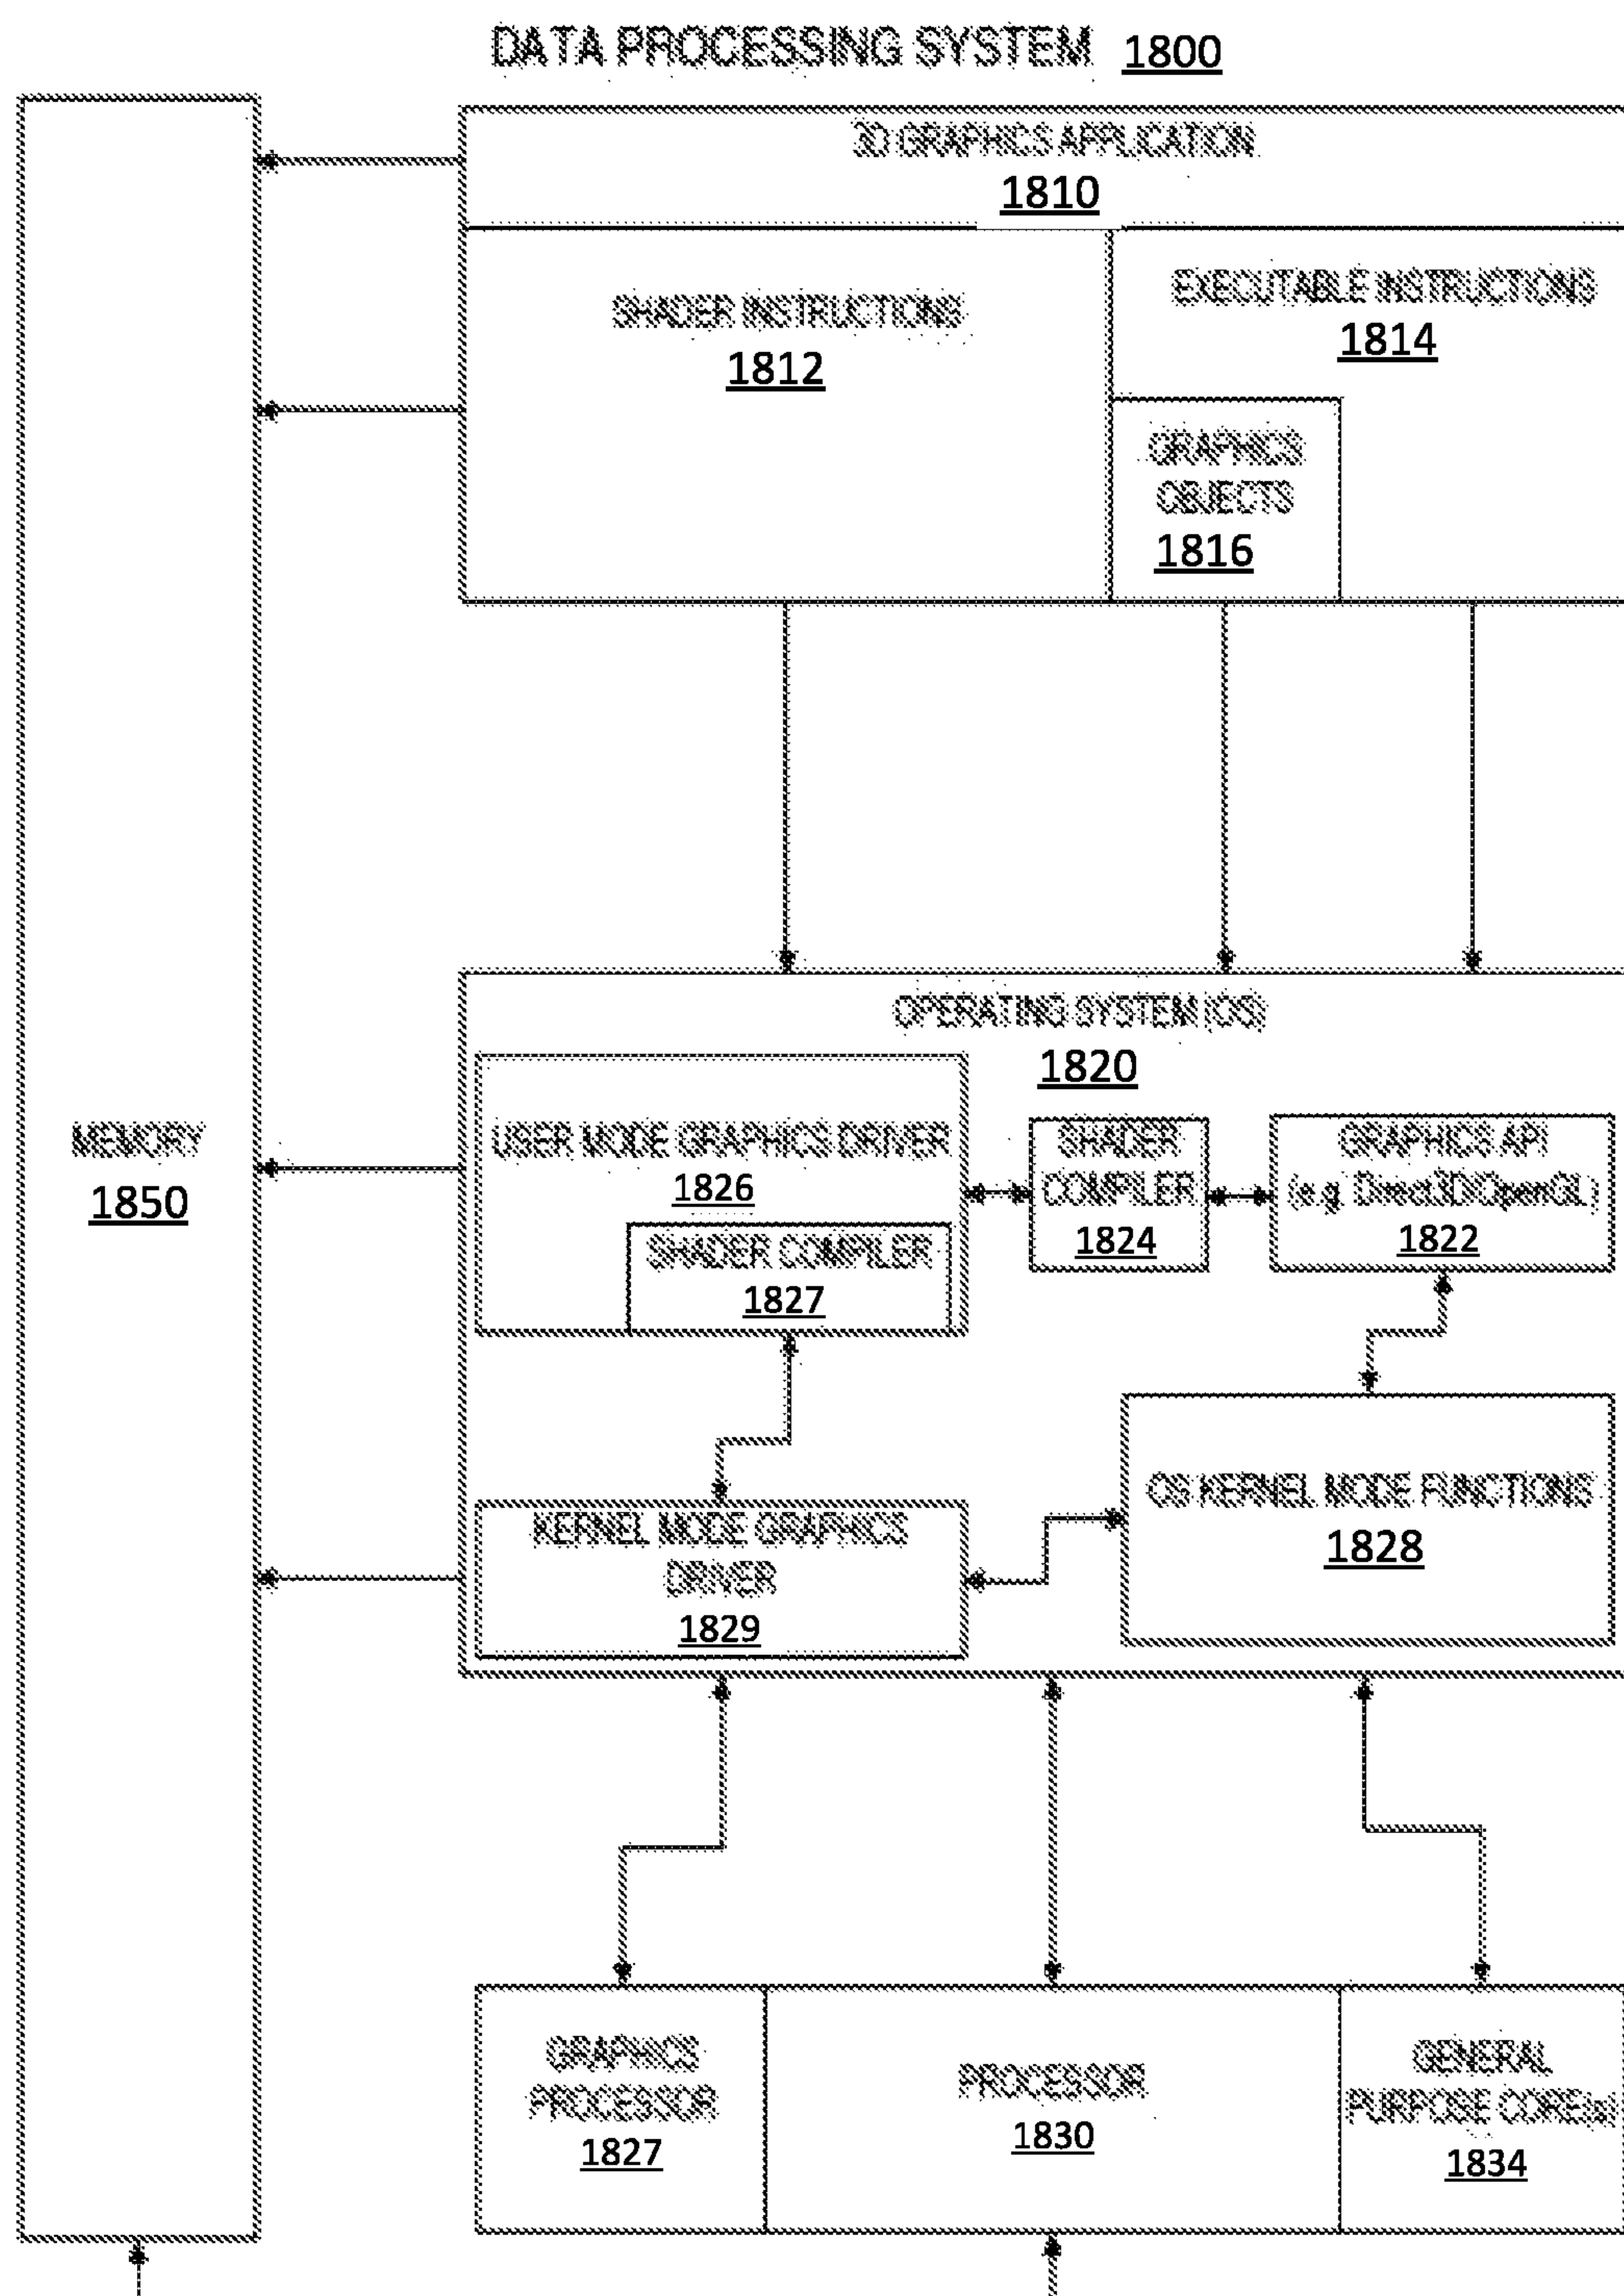 DATA PROCESSING SYSTEM 1800
3D GRAPHICS APPLICATION
1810
SHADER INSTRUCTIONS
1812
EXECUTABLE INSTRUCTIONS
1814
GRAPHICS
OBJECTS
1816
OPERATING SYSTEM (OS)
1820
MEMORY
1850
USER MODE GRAPHICS DRIVER
1826
SHADER COMPILER
1827
SHADER
COMPILER
1824
GRAPHICS API
(e.g. Direct3D/OpenGL)
1822
KERNEL MODE GRAPHICS
DRIVER
1829
OS KERNEL MODE FUNCTIONS
1828
GRAPHICS
PROCESSOR
1827
PROCESSOR
1830
GENERAL
PURPOSE CORE(s)
1834